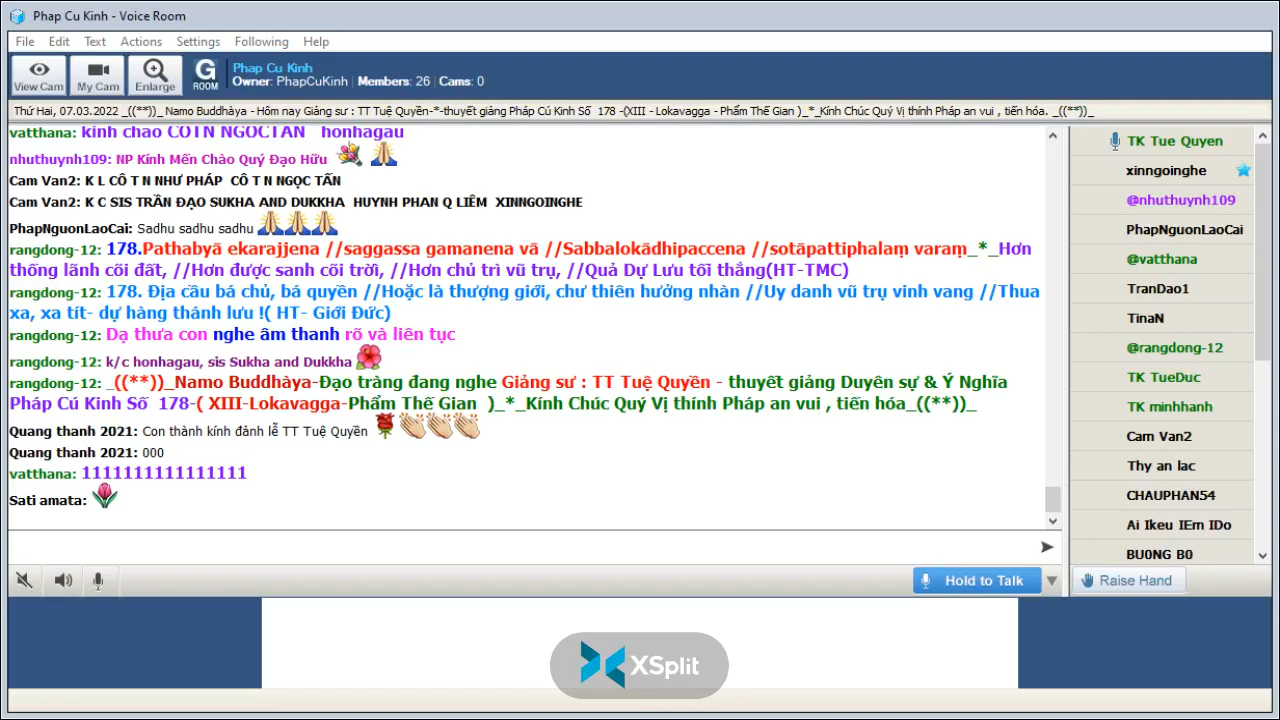 Phap Cu Kinh - Voice Room
File Edit Text Actions Settings Following Help
View Cam My Cam Enlarge G ROOM
Phap Cu Kinh
Owner: PhapCuKinh Members: 26 Cams: 0
Thứ Hai, 07.03.2022 _((**))_ Namo Buddhàya - Hôm nay Giảng sư : TT Tuệ Quyền-*-thuyết giảng Pháp Cú Kinh Số 178 -(XIII - Lokavagga - Phẩm Thế Gian )_*_Kính Chúc Quý Vị thính Pháp an vui , tiến hóa. _((**))_
vatthana: kinh chao COTN NGOCTAN honhagau
nhuthuynh109: NP Kính Mến Chào Quý Đạo Hữu
Cam Van2: K L CÔ T N NHƯ PHÁP CÔ T N NGỌC TẤN
Cam Van2: K C SIS TRẦN ĐẠO SUKHA AND DUKKHA HUYNH PHAN Q LIÊM XINNGOINGHE
PhapNguonLaoCai: Sadhu sadhu sadhu
rangdong-12: 178.Pathabyā ekarajjena //saggassa gamanena vā //Sabbalokādhipaccena //sotāpattiphalaṃ varaṃ_*_Hơn
thống lãnh cõi đất, //Hơn được sanh cõi trời, //Hơn chủ trì vũ trụ, //Quả Dự Lưu tối thắng(HT-TMC)
rangdong-12: 178. Địa cầu bá chủ, bá quyền //Hoặc là thượng giới, chư thiên hưởng nhàn //Uy danh vũ trụ vinh vang //Thua
xa, xa tít- dự hàng thánh lưu !( HT- Giới Đức)
rangdong-12: Dạ thưa con nghe âm thanh rõ và liên tục
rangdong-12: k/c honhagau, sis Sukha and Dukkha
rangdong-12: _((**))_Namo Buddhàya-Đạo tràng đang nghe Giảng sư : TT Tuệ Quyền - thuyết giảng Duyên sự & Ý Nghĩa
Pháp Cú Kinh Số 178-( XIII-Lokavagga-Phẩm Thế Gian )_*_Kính Chúc Quý Vị thính Pháp an vui , tiến hóa_((**))_
Quang thanh 2021: Con thành kính đảnh lễ TT Tuệ Quyền
Quang thanh 2021: 000
vatthana: 1111111111111111
Sati amata:
TK Tue Quyen
xinngoinghe
@nhuthuynh109
PhapNguonLaoCai
@vatthana
TranDao1
TinaN
@rangdong-12
TK TueDuc
TK minhhanh
Cam Van2
Thy an lac
CHAUPHAN54
Ai Ikeu IEm IDo
BU0NG B0
Hold to Talk
Raise Hand
XSplit